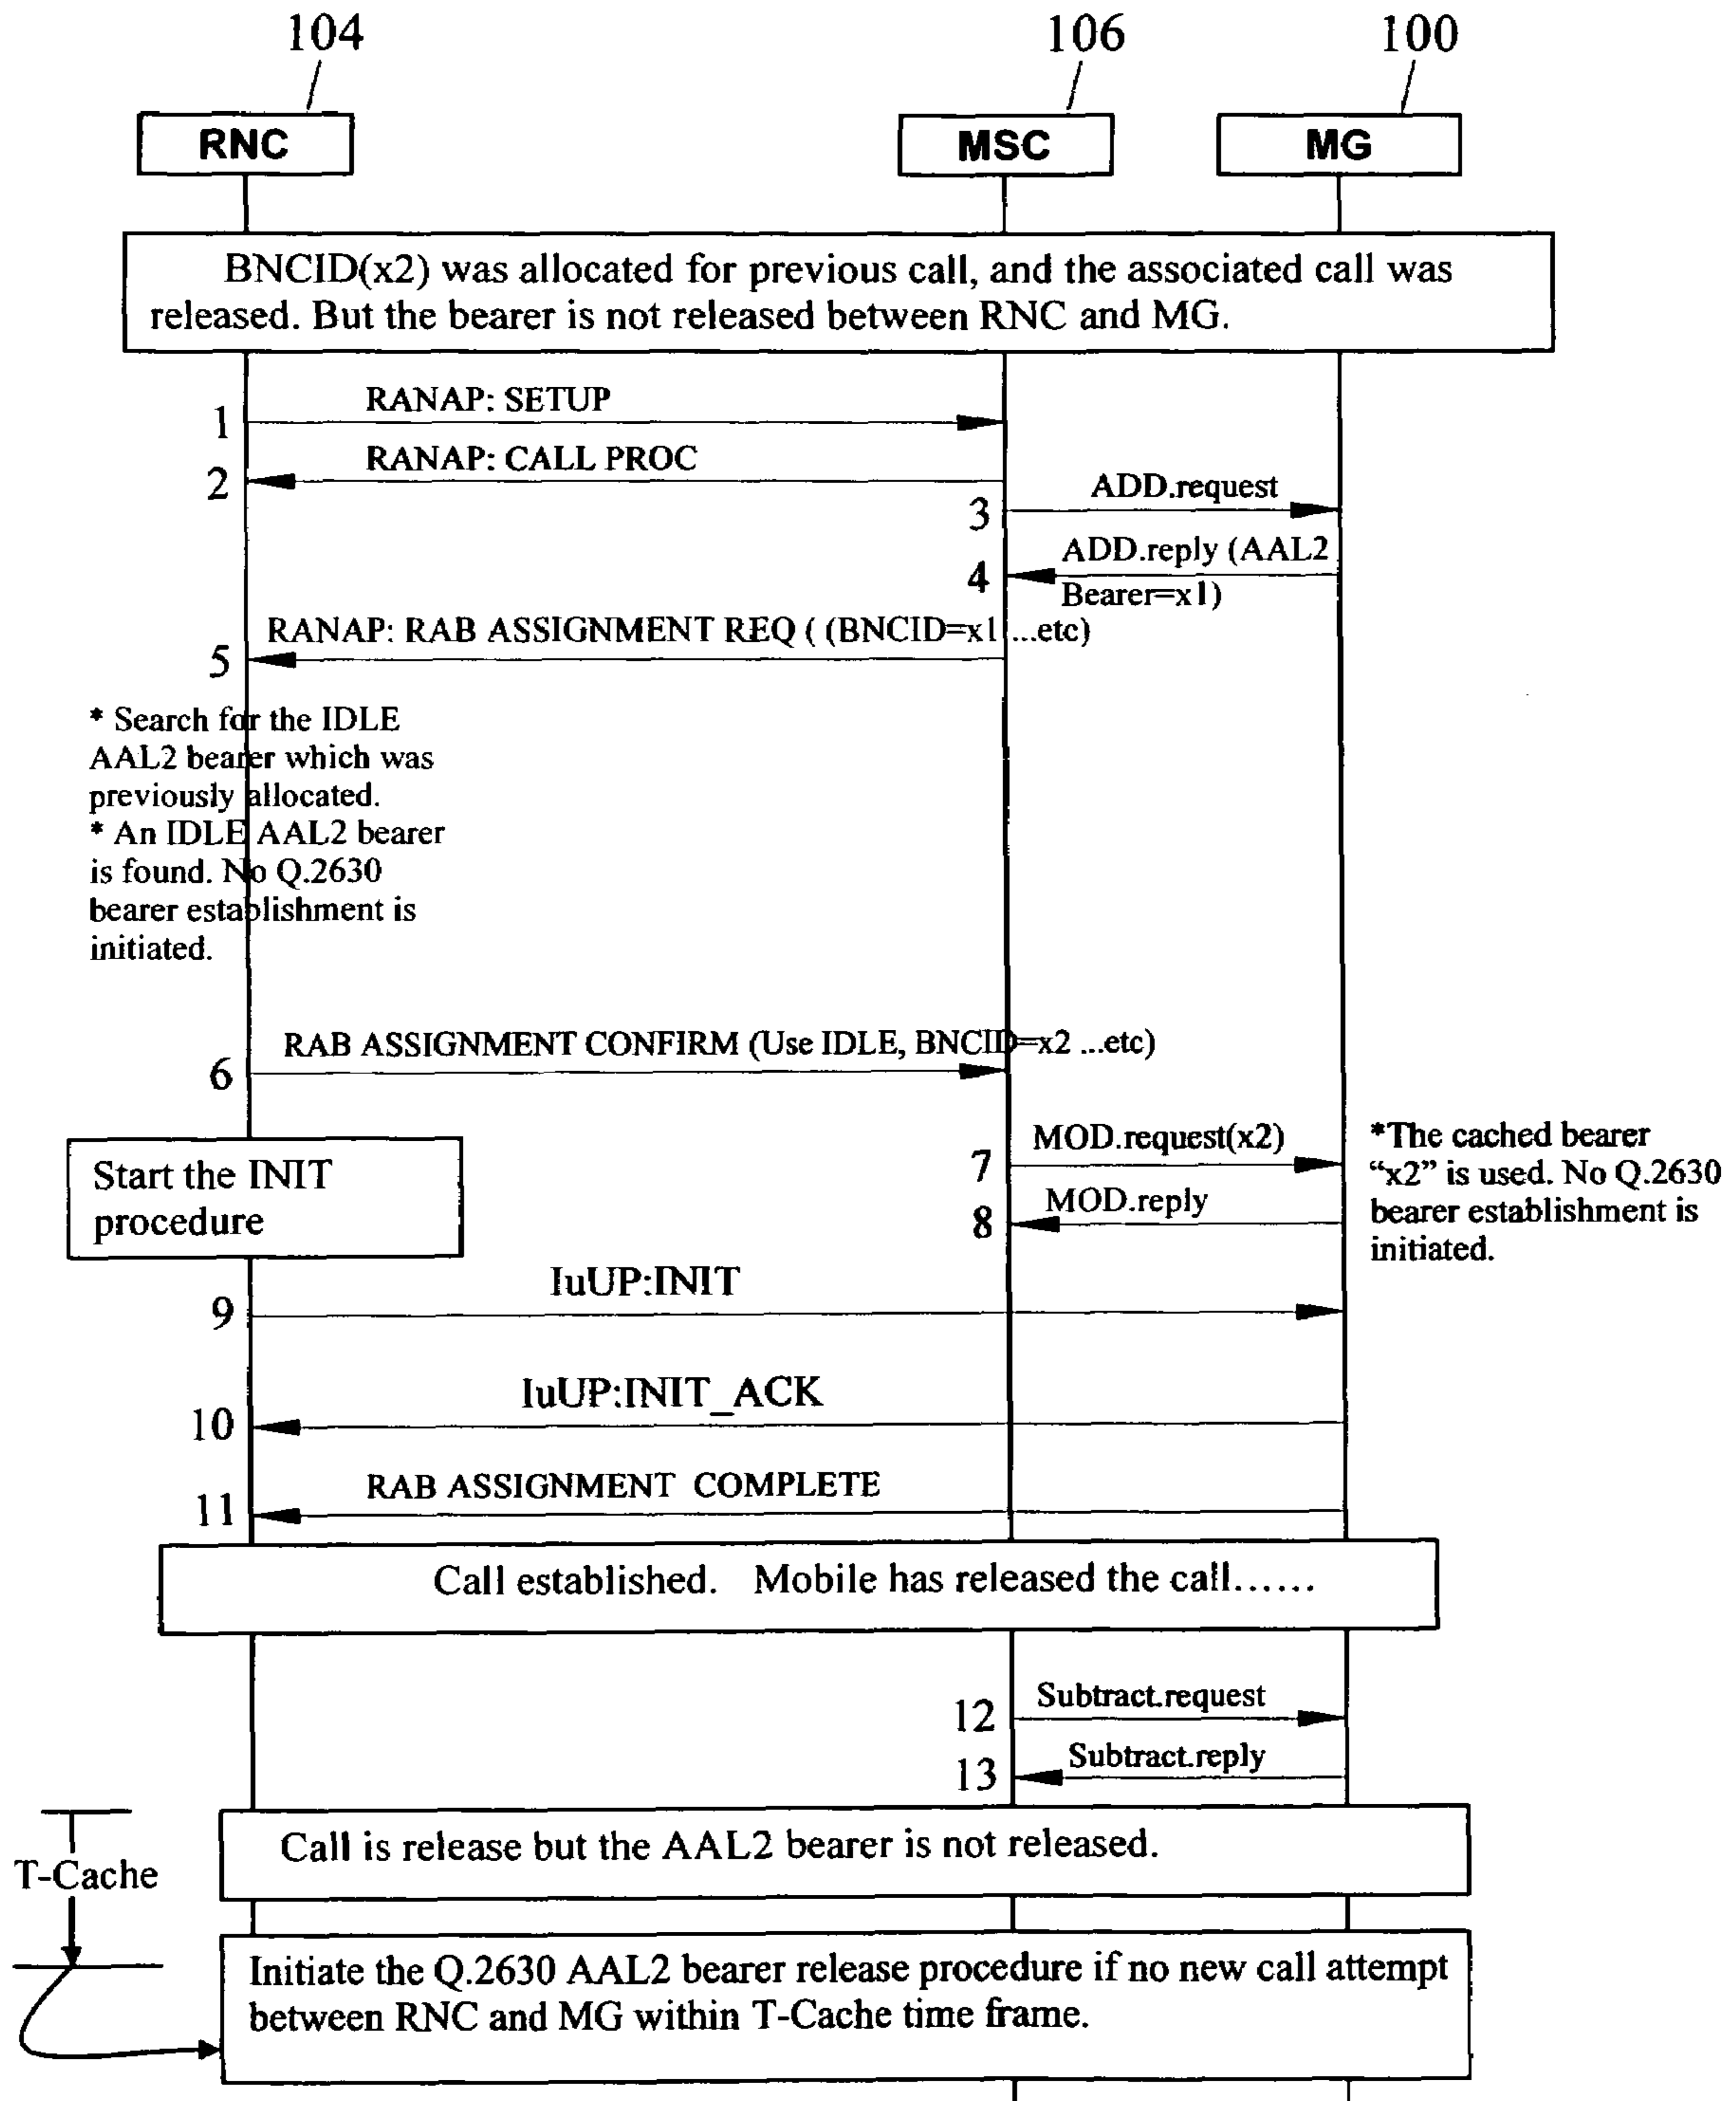 104
106
100
RNC
MSC
MG
BNCID(x2) was allocated for previous call, and the associated call was
released. But the bearer is not released between RNC and MG.
RANAP: SETUP
1
RANAP: CALL PROC
2
ADD.request
3
ADD.reply (AAL2
4
Bearer=x1)
RANAP: RAB ASSIGNMENT REQ ( (BNCID=x1 ...etc)
5
* Search for the IDLE
AAL2 bearer which was
previously allocated.
* An IDLE AAL2 bearer
is found. No Q.2630
bearer establishment is
initiated.
RAB ASSIGNMENT CONFIRM (Use IDLE, BNCID=x2 ...etc)
6
Start the INIT
procedure
MOD.request(x2)
7
MOD.reply
8
*The cached bearer
“x2” is used. No Q.2630
bearer establishment is
initiated.
IuUP:INIT
9
IuUP:INIT_ACK
10
RAB ASSIGNMENT COMPLETE
11
Call established. Mobile has released the call......
Subtract.request
12
Subtract.reply
13
Call is release but the AAL2 bearer is not released.
T-Cache
Initiate the Q.2630 AAL2 bearer release procedure if no new call attempt
between RNC and MG within T-Cache time frame.